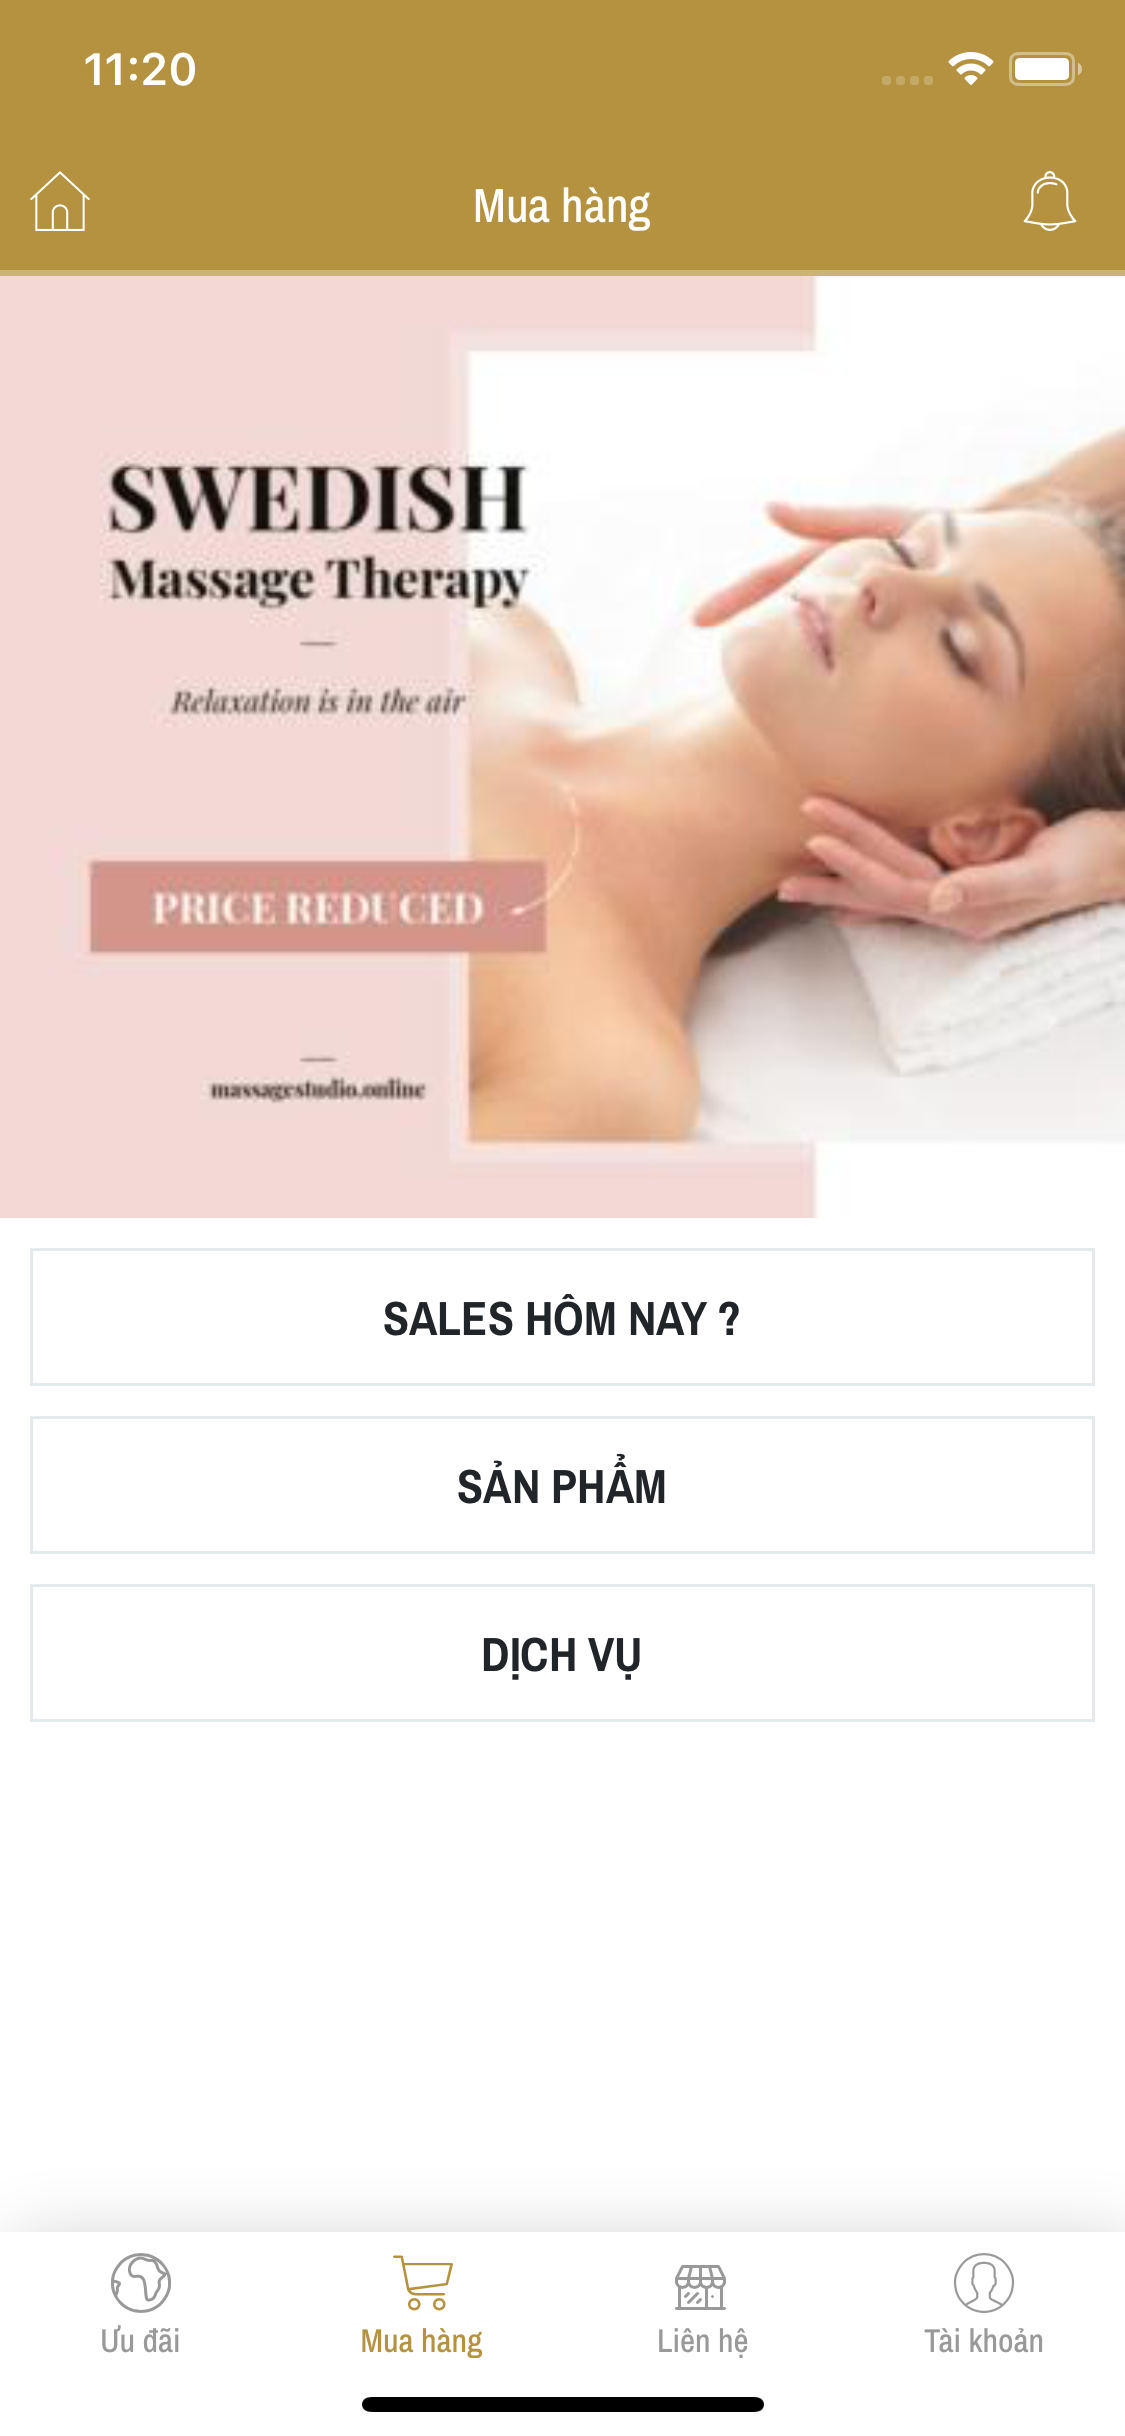 11:20
Mua hàng
SWEDISH
Massage Therapy
Relaxation is in the air
PRICE REDUCED
massagestudio.online
SALES HÔM NAY ?
SẢN PHẨM
DỊCH VỤ
Ưu đãi
Mua hàng
Liên hệ
Tài khoản